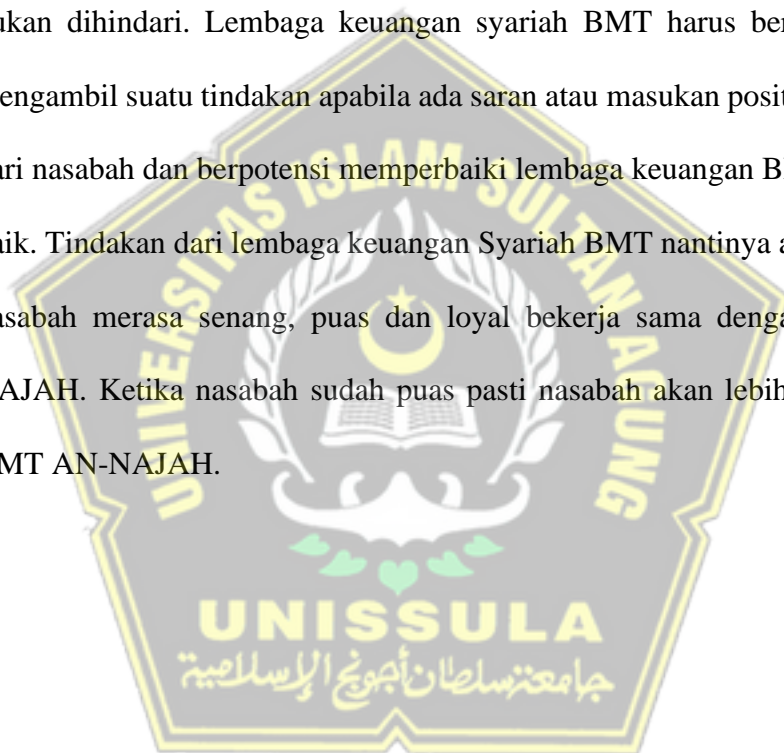 ukan dihindari. Lembaga keuangan syariah BMT harus ber
engambil suatu tindakan apabila ada saran atau masukan posit
ari nasabah dan berpotensi memperbaiki lembaga keuangan B
aik. Tindakan dari lembaga keuangan Syariah BMT nantinya a
asabah merasa senang, puas dan loyal bekerja sama denga
AJAH. Ketika nasabah sudah puas pasti nasabah akan lebih
MT AN-NAJAH.
UNIVERSITAS ISLAM SULTAN AGUNG
UNISSULA
جامعة سلطان أجونج الإسلامية